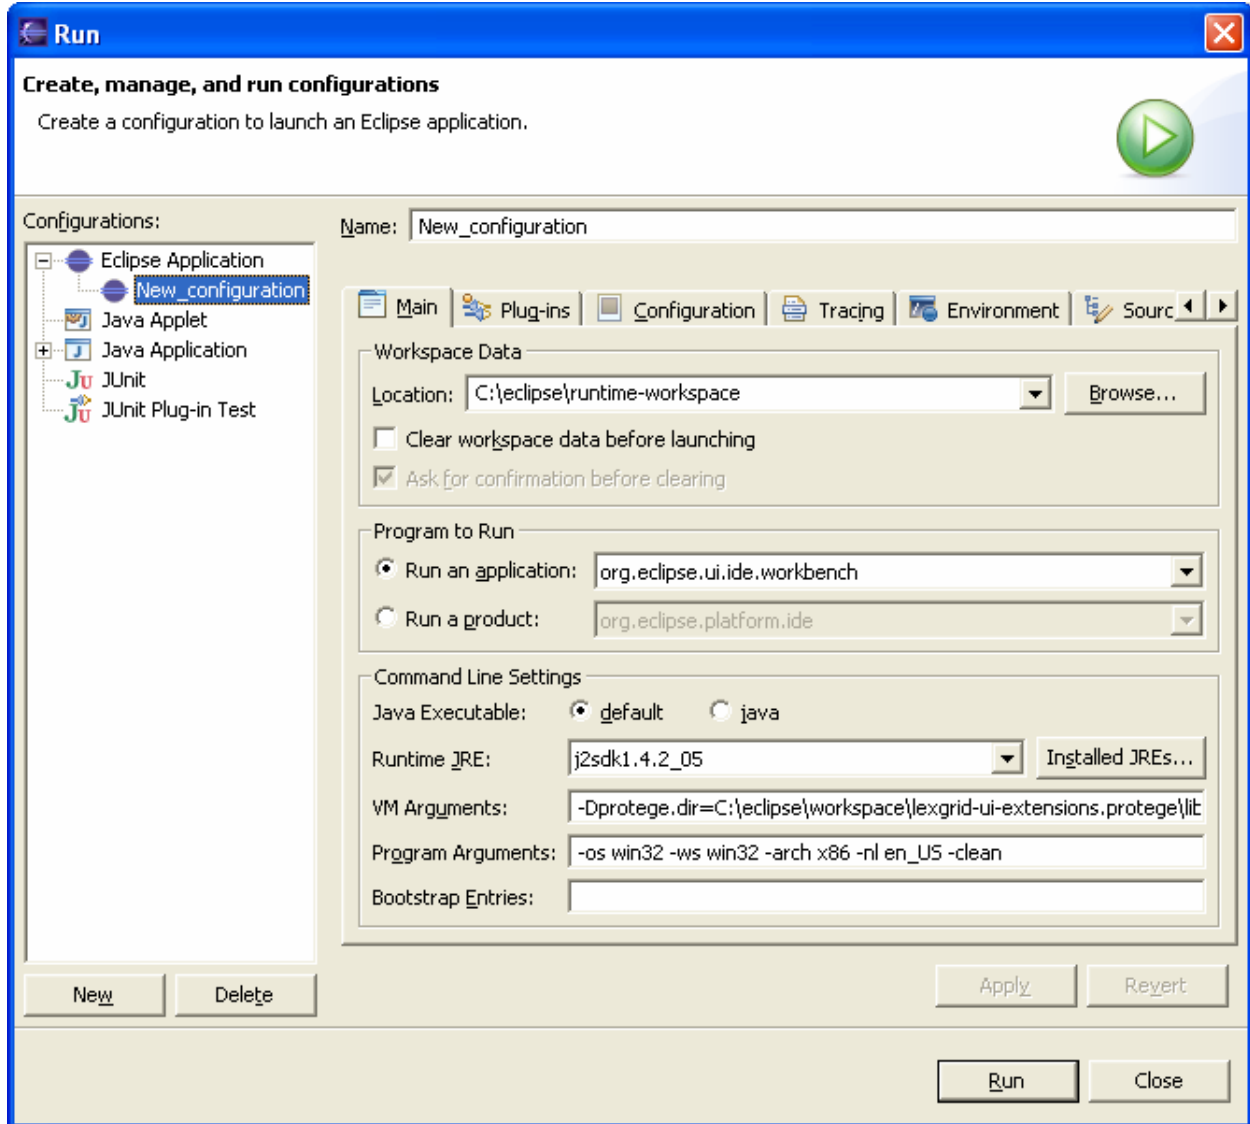 Run
Create, manage, and run configurations
Create a configuration to launch an Eclipse application.
Configurations:
Eclipse Application
New_configuration
Java Applet
Java Application
JUnit
JUnit Plug-in Test
New Delete
Name: New_configuration
Main Plug-ins Configuration Tracing Environment Sourc
Workspace Data
Location: C:\eclipse\runtime-workspace Browse...
Clear workspace data before launching
Ask for confirmation before clearing
Program to Run
Run an application: org.eclipse.ui.ide.workbench
Run a product: org.eclipse.platform.ide
Command Line Settings
Java Executable: default java
Runtime JRE: j2sdk1.4.2_05 Installed JREs...
VM Arguments: -Dprotege.dir=C:\eclipse\workspace\lexgrid-ui-extensions.protege\lib
Program Arguments: -os win32 -ws win32 -arch x86 -nl en_US -clean
Bootstrap Entries:
Apply Revert
Run Close